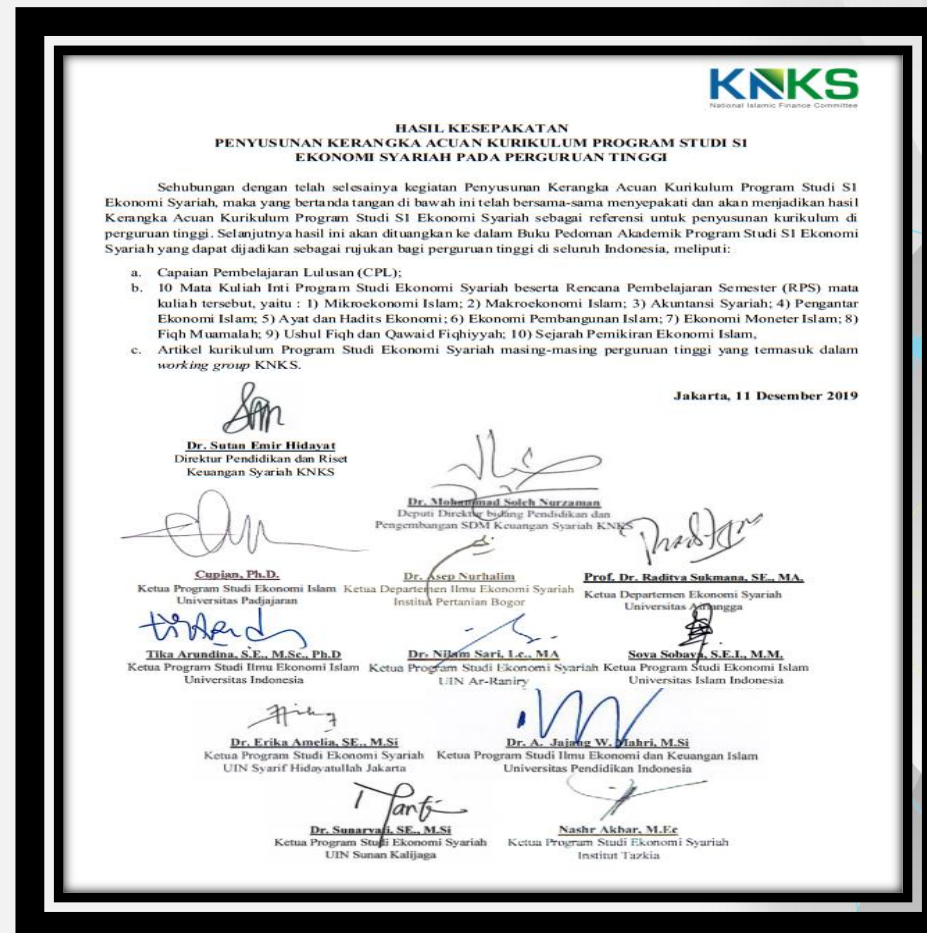 KNKS
National Islamic Finance Committee
HASIL KESEPAKATAN
PENYUSUNAN KERANGKA ACUAN KURIKULUM PROGRAM STUDI S1
EKONOMI SYARIAH PADA PERGURUAN TINGGI
Sehubungan dengan telah selesainya kegiatan Penyusunan Kerangka Acuan Kurikulum Program Studi S1
Ekonomi Syariah, maka yang bertanda tangan di bawah ini telah bersama-sama menyepakati dan akan menjadikan hasil
Kerangka Acuan Kurikulum Program Studi S1 Ekonomi Syariah sebagai referensi untuk penyusunan kurikulum di
perguruan tinggi. Selanjutnya hasil ini akan dituangkan ke dalam Buku Pedoman Akademik Program Studi S1 Ekonomi
Syariah yang dapat dijadikan sebagai rujukan bagi perguruan tinggi di seluruh Indonesia, meliputi:
a. Capaian Pembelajaran Lulusan (CPL);
b. 10 Mata Kuliah Inti Program Studi Ekonomi Syariah beserta Rencana Pembelajaran Semester (RPS) mata
kuliah tersebut, yaitu : 1) Mikroekonomi Islam; 2) Makroekonomi Islam; 3) Akuntansi Syariah; 4) Pengantar
Ekonomi Islam; 5) Ayat dan Hadits Ekonomi; 6) Ekonomi Pembangunan Islam; 7) Ekonomi Moneter Islam; 8)
Fiqh Muamalah; 9) Ushul Fiqh dan Qawaid Fiqhiyyah; 10) Sejarah Pemikiran Ekonomi Islam,
c. Artikel kurikulum Program Studi Ekonomi Syariah masing-masing perguruan tinggi yang termasuk dalam
working group KNKS.
Jakarta, 11 Desember 2019
Dr. Sutan Emir Hidayat
Direktur Pendidikan dan Riset
Keuangan Syariah KNKS
Dr. Mohammad Soleh Nurzaman
Deputi Direktur bidang Pendidikan dan
Pengembangan SDM Keuangan Syariah KNKS
Cupian, Ph.D.
Ketua Program Studi Ekonomi Islam
Universitas Padjajaran
Dr. Asep Nurhalim
Ketua Departemen Ilmu Ekonomi Syariah
Institut Pertanian Bogor
Prof. Dr. Raditya Sukmana, SE., MA.
Ketua Departemen Ekonomi Syariah
Universitas Airlangga
Tika Arundina, S.E., M.Sc., Ph.D
Ketua Program Studi Ilmu Ekonomi Islam
Universitas Indonesia
Dr. Nilam Sari, Lc., MA
Ketua Program Studi Ekonomi Syariah
UIN Ar-Raniry
Soya Sobaya, S.E.I., M.M.
Ketua Program Studi Ekonomi Islam
Universitas Islam Indonesia
Dr. Erika Amelia, SE., M.Si
Ketua Program Studi Ekonomi Syariah
UIN Syarif Hidayatullah Jakarta
Dr. A. Jajang W. Mahri, M.Si
Ketua Program Studi Ilmu Ekonomi dan Keuangan Islam
Universitas Pendidikan Indonesia
Dr. Sunaryati, SE., M.Si
Ketua Program Studi Ekonomi Syariah
UIN Sunan Kalijaga
Nashr Akbar, M.Ec
Ketua Program Studi Ekonomi Syariah
Institut Tazkia